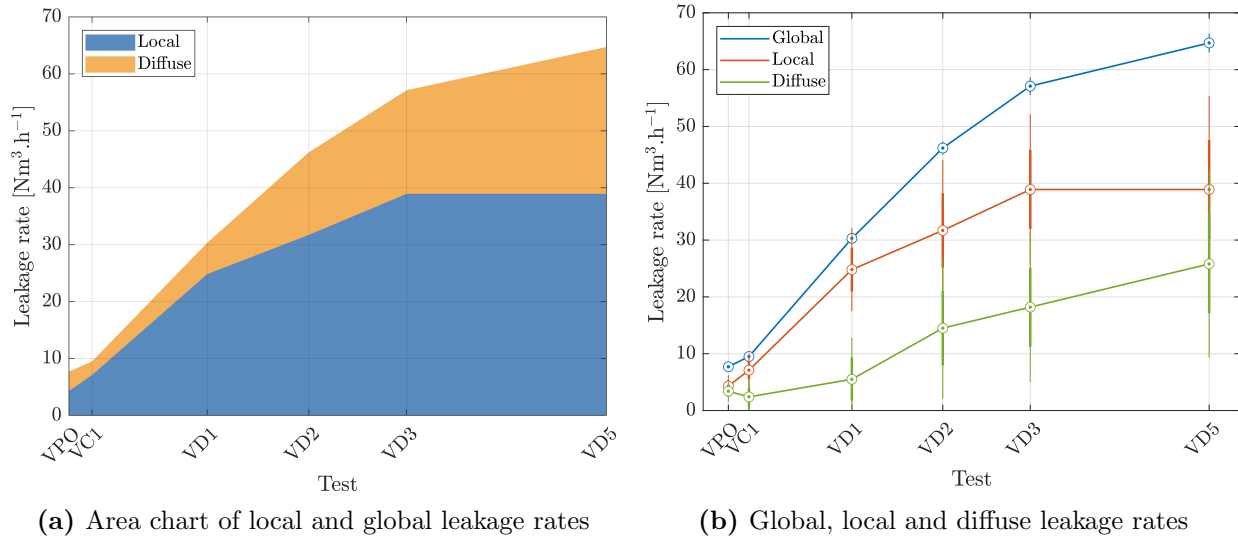 70
60
50
40
30
20
10
0
Leakage rate [Nm³.h⁻¹]
Local
Diffuse
VPO
VC1
VD1
VD2
VD3
VD5
Test
(a) Area chart of local and global leakage rates
70
60
50
40
30
20
10
0
Leakage rate [Nm³.h⁻¹]
Global
Local
Diffuse
VPO
VC1
VD1
VD2
VD3
VD5
Test
(b) Global, local and diffuse leakage rates